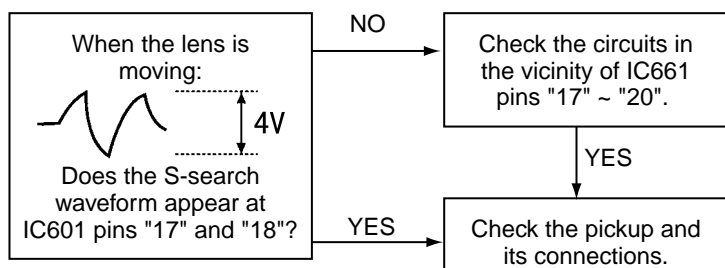 When the lens is
moving:
4V
Does the S-search
waveform appear at
IC601 pins "17" and "18"?
NO
Check the circuits in
the vicinity of IC661
pins "17" ~ "20".
YES
YES
Check the pickup and
its connections.